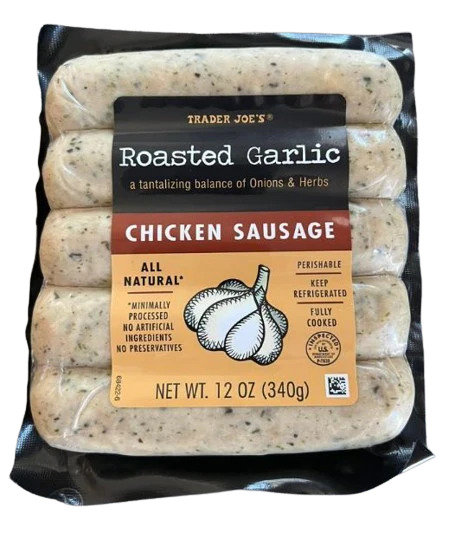 TRADER JOE'S®
Roasted Garlic
a tantalizing balance of Onions & Herbs
CHICKEN SAUSAGE
ALL
NATURAL*
*MINIMALLY
PROCESSED
NO ARTIFICIAL
INGREDIENTS
NO PRESERVATIVES
PERISHABLE
KEEP
REFRIGERATED
FULLY
COOKED
INSPECTED
U.S.
NET WT. 12 OZ (340g)